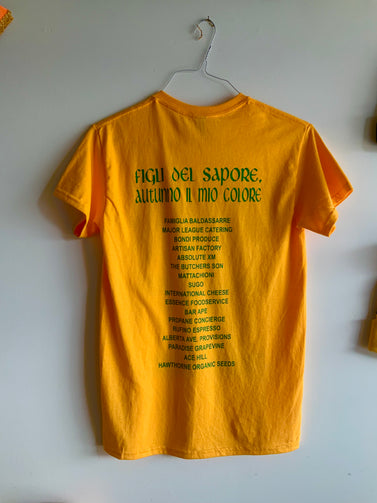 FIGLI DEL SAPORE,
AUTUNNO IL MIO COLORE
FAMIGLIA BALDASSARRE
MAJOR LEAGUE CATERING
BONDI PRODUCE
ARTISAN FACTORY
ABSOLUTE XM
THE BUTCHERS SON
MATTACHIONI
SUGO
INTERNATIONAL CHEESE
ESSENCE FOODSERVICE
BAR APE
PROPANE CONCIERGE
RUFINO ESPRESSO
ALBERTA AVE. PROVISIONS
PARADISE GRAPEVINE
ACE HILL
HAWTHORNE ORGANIC SEEDS